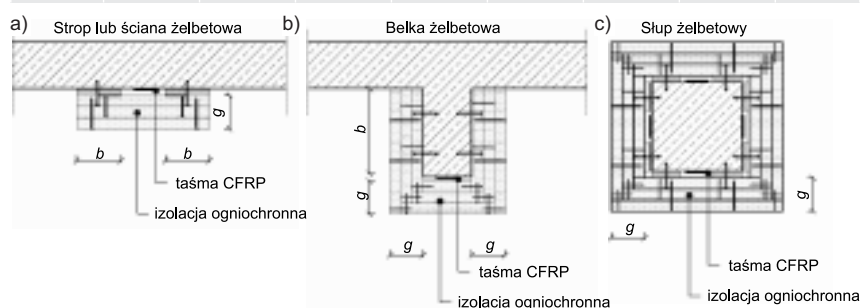 a) Strop lub ściana żelbetowa
g
b b
taśma CFRP
izolacja ogniochronna
b) Belka żelbetowa
b
g
g g
taśma CFRP
izolacja ogniochronna
c) Słup żelbetowy
g
g
taśma CFRP
izolacja ogniochronna